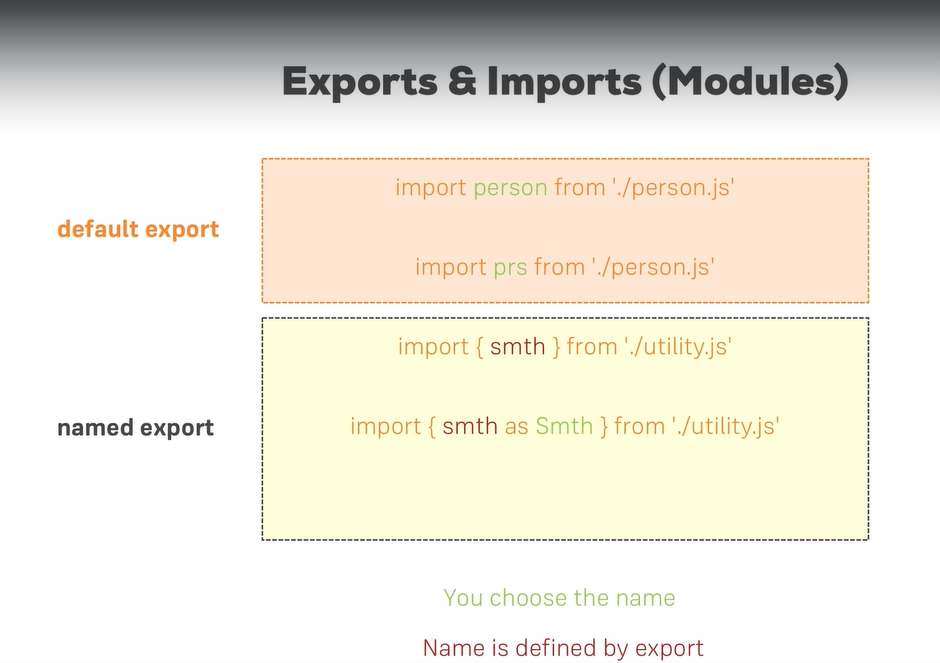 Exports & Imports (Modules)
default export
import person from './person.js'
import prs from './person.js'
named export
import { smth } from './utility.js'
import { smth as Smth } from './utility.js'
You choose the name
Name is defined by export